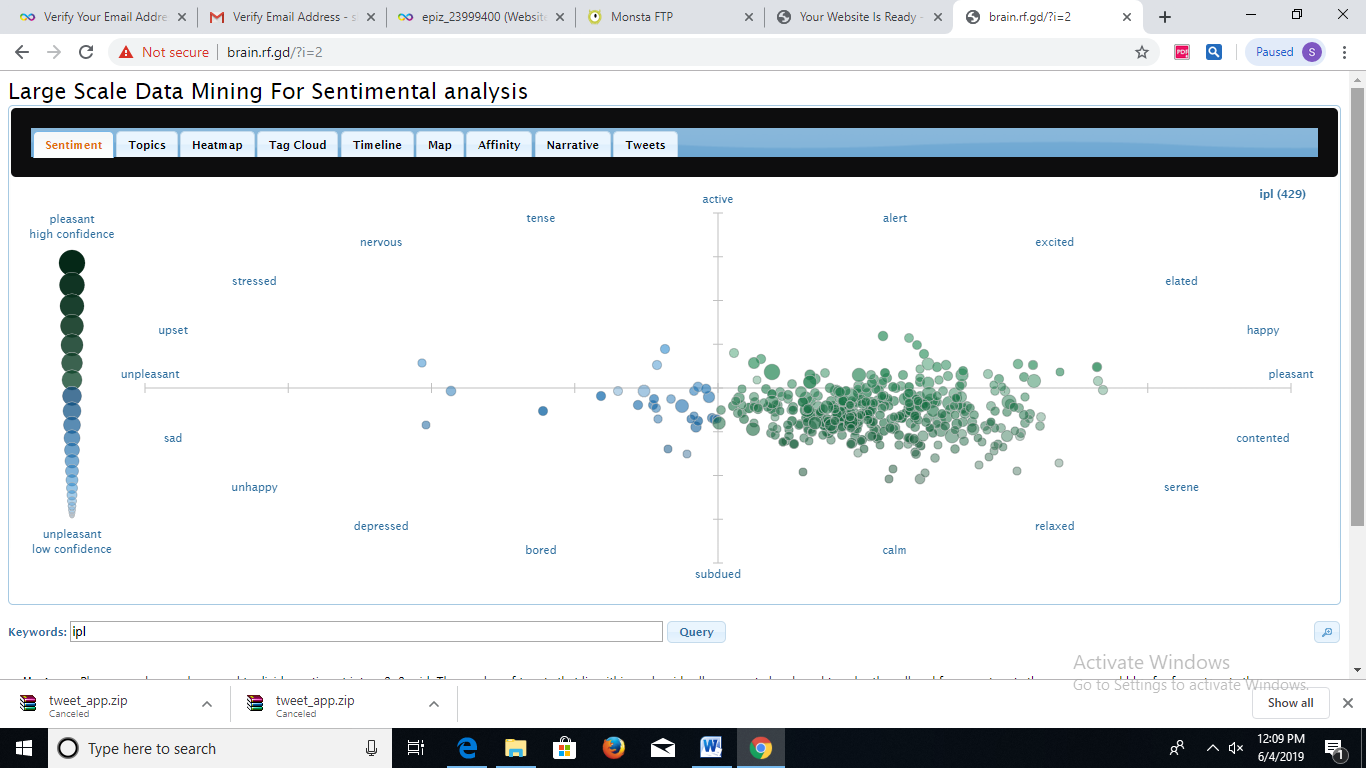 Verify Your Email Addre
Verify Email Address - s
epiz_23999400 (Website
Monsta FTP
Your Website Is Ready -
brain.rf.gd/?i=2
Not secure
brain.rf.gd/?i=2
PDF
Paused
S
Large Scale Data Mining For Sentimental analysis
Sentiment Topics Heatmap Tag Cloud Timeline Map Affinity Narrative Tweets
ipl (429)
active
tense
alert
pleasant
high confidence
nervous
excited
stressed
elated
upset
happy
unpleasant
pleasant
sad
contented
unhappy
serene
depressed
relaxed
unpleasant
low confidence
bored
calm
subdued
Keywords: ipl Query
Activate Windows
Go to Settings to activate Windows.
tweet_app.zip
Canceled
tweet_app.zip
Canceled
Show all
Type here to search
12:09 PM
6/4/2019
1